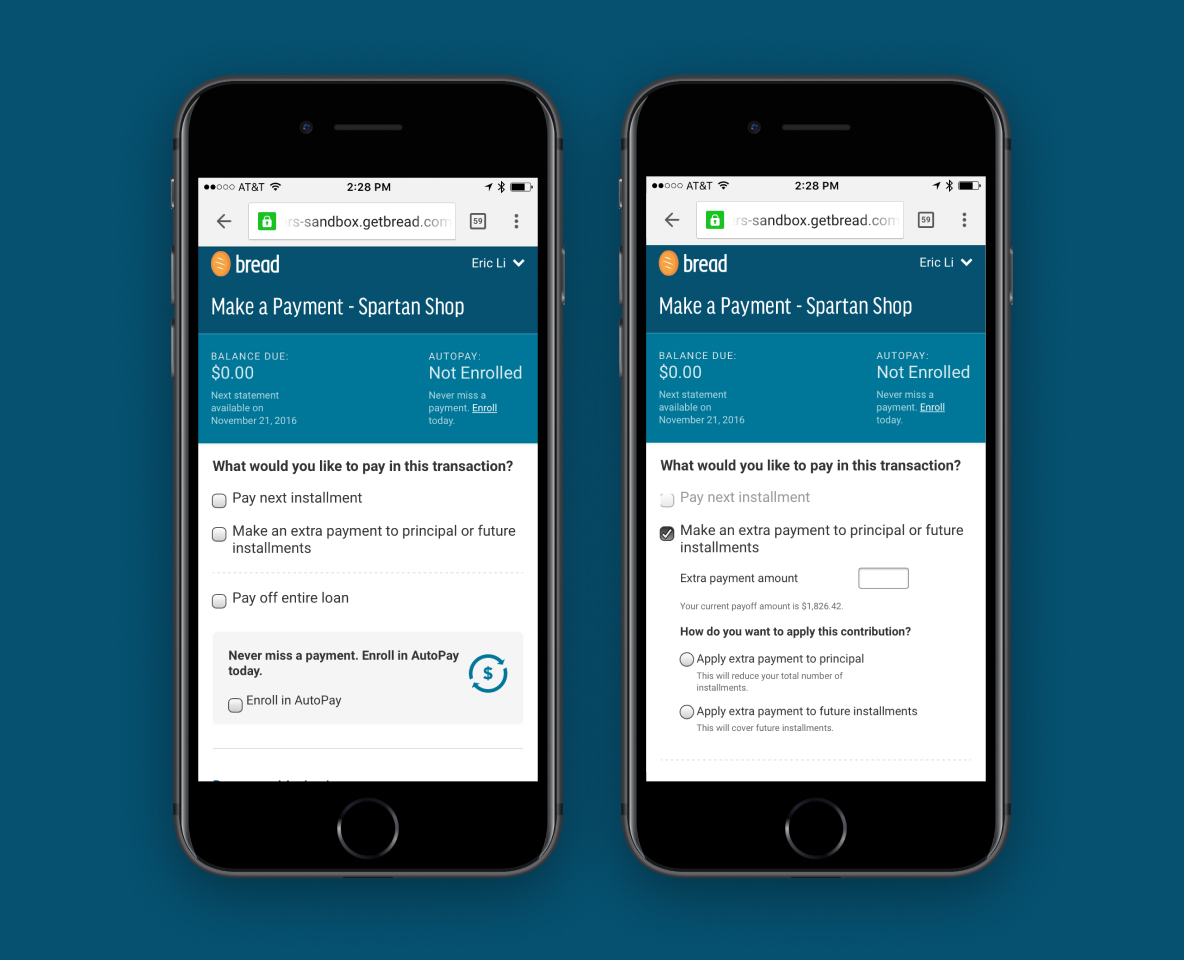 AT&T 2:28 PM
rs-sandbox.getbread.com 59
bread Eric Li
Make a Payment - Spartan Shop
BALANCE DUE: AUTOPAY:
$0.00 Not Enrolled
Next statement Never miss a
available on payment. Enroll
November 21, 2016 today.
What would you like to pay in this transaction?
Pay next installment
Make an extra payment to principal or future
installments
Pay off entire loan
Never miss a payment. Enroll in AutoPay
today.
$
Enroll in AutoPay
AT&T 2:28 PM
rs-sandbox.getbread.com 59
bread Eric Li
Make a Payment - Spartan Shop
BALANCE DUE: AUTOPAY:
$0.00 Not Enrolled
Next statement Never miss a
available on payment. Enroll
November 21, 2016 today.
What would you like to pay in this transaction?
Pay next installment
Make an extra payment to principal or future
installments
Extra payment amount
Your current payoff amount is $1,826.42.
How do you want to apply this contribution?
Apply extra payment to principal
This will reduce your total number of
installments.
Apply extra payment to future installments
This will cover future installments.